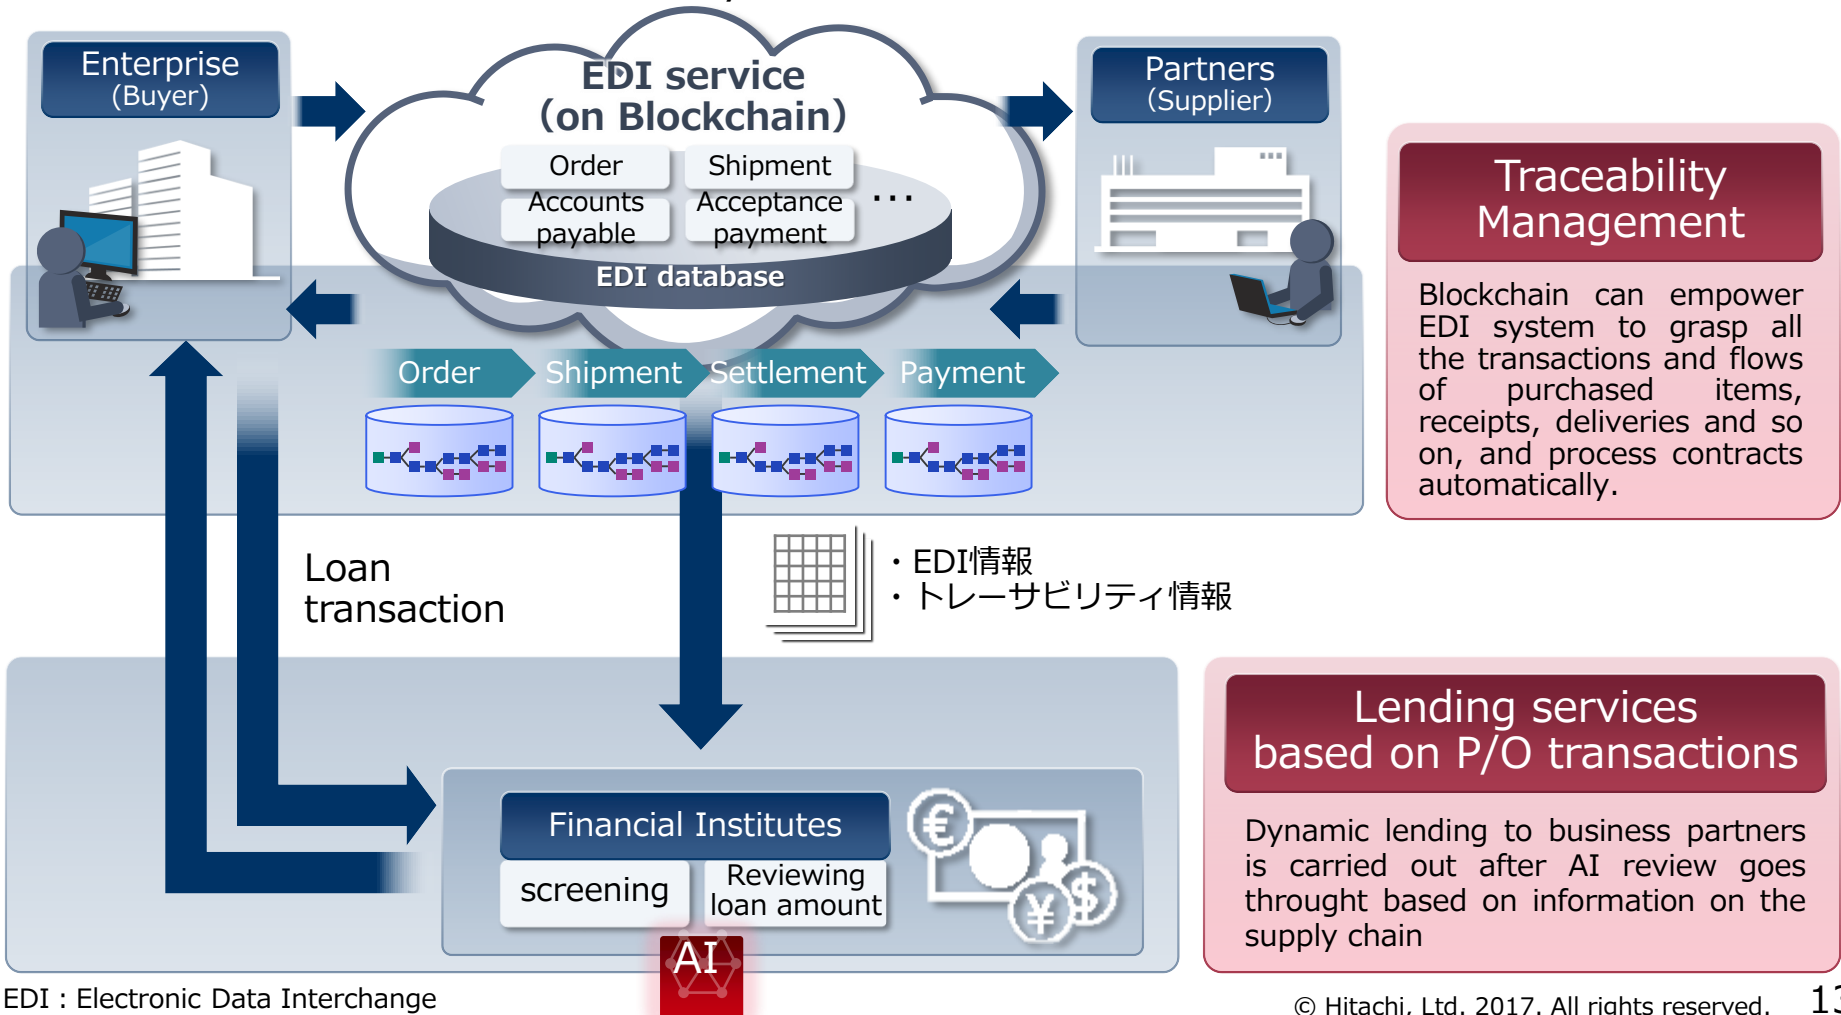 Enterprise
(Buyer)
EDI service
(on Blockchain)
Order
Shipment
Accounts
payable
Acceptance
payment
...
EDI database
Partners
(Supplier)
Order
Shipment
Settlement
Payment
Traceability
Management
Blockchain can empower
EDI system to grasp all
the transactions and flows
of purchased items,
receipts, deliveries and so
on, and process contracts
automatically.
Loan
transaction
・EDI情報
・トレーサビリティ情報
Financial Institutes
screening
Reviewing
loan amount
AI
Lending services
based on P/O transactions
Dynamic lending to business partners
is carried out after AI review goes
throught based on information on the
supply chain
EDI : Electronic Data Interchange
© Hitachi, Ltd. 2017. All rights reserved.
13